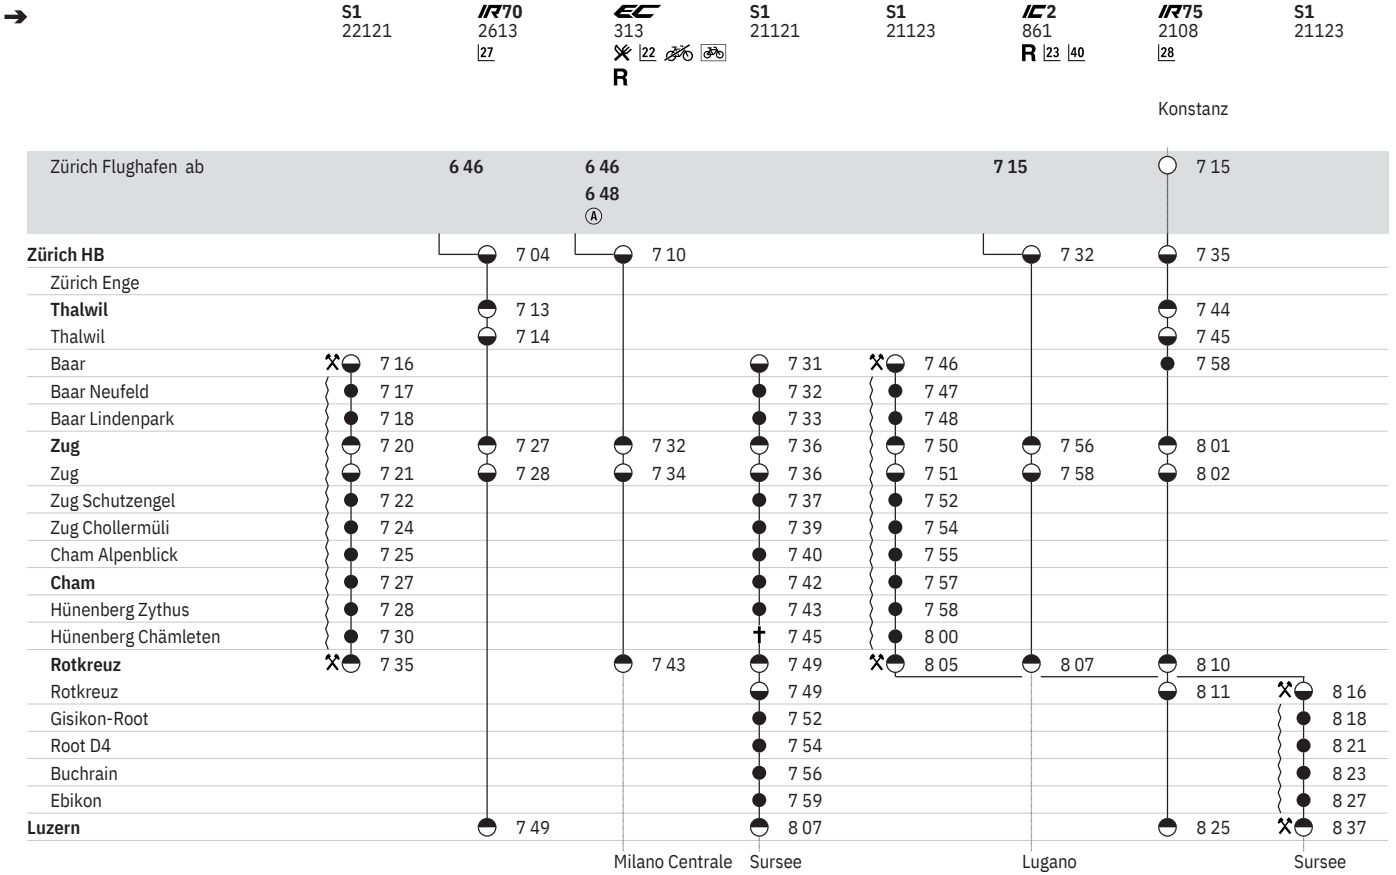 S1 IR70 EC S1 S1 IC2 IR75 S1
22121 2613 313 21121 21123 861 2108 21123
27 22 R 23 40 28
R
Konstanz
Zürich Flughafen ab 6 46 6 46 7 15 7 15
6 48
A
Zürich HB 7 04 7 10 7 32 7 35
Zürich Enge
Thalwil 7 13 7 44
Thalwil 7 14 7 45
Baar 7 16 7 31 7 46 7 58
Baar Neufeld 7 17 7 32 7 47
Baar Lindenpark 7 18 7 33 7 48
Zug 7 20 7 27 7 32 7 36 7 50 7 56 8 01
Zug 7 21 7 28 7 34 7 36 7 51 7 58 8 02
Zug Schutzengel 7 22 7 37 7 52
Zug Chollermüli 7 24 7 39 7 54
Cham Alpenblick 7 25 7 40 7 55
Cham 7 27 7 42 7 57
Hünenberg Zythus 7 28 7 43 7 58
Hünenberg Chämleten 7 30 7 45 8 00
Rotkreuz 7 35 7 43 7 49 8 05 8 07 8 10
Rotkreuz 7 49 8 11 8 16
Gisikon-Root 7 52 8 18
Root D4 7 54 8 21
Buchrain 7 56 8 23
Ebikon 7 59 8 27
Luzern 7 49 8 07 8 25 8 37
Milano Centrale Sursee Lugano Sursee